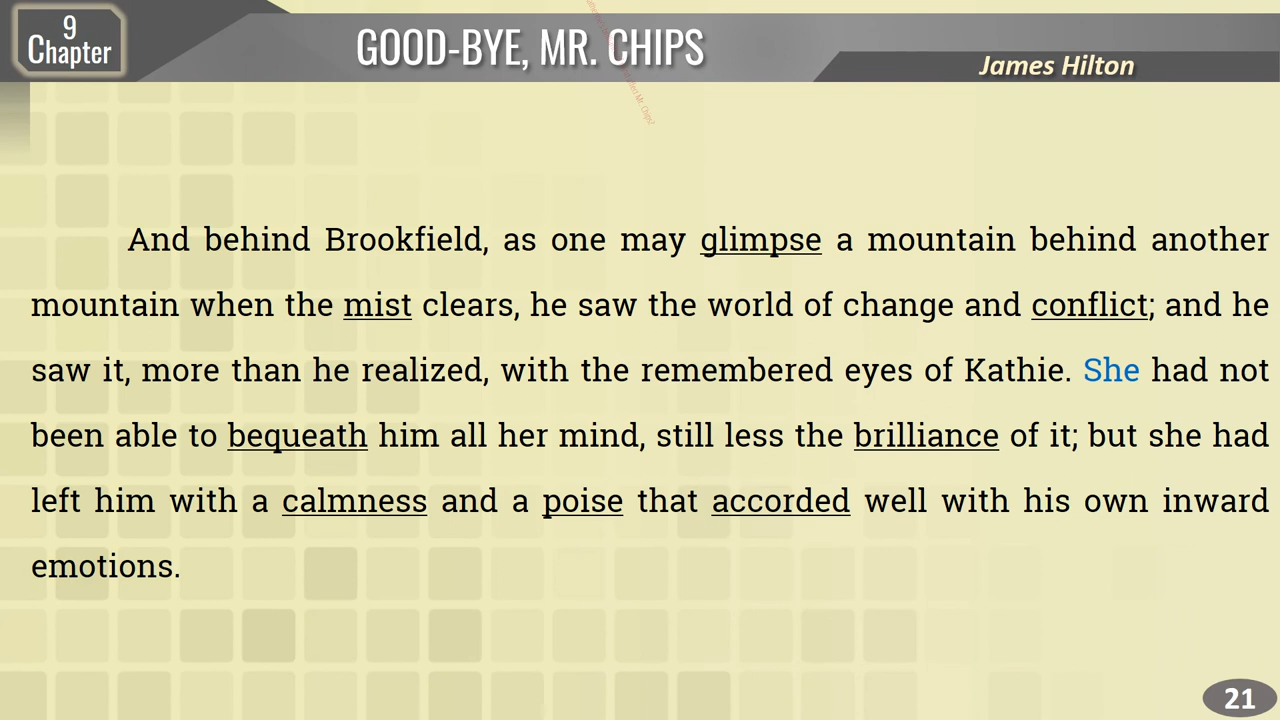 9
Chapter
GOOD-BYE, MR. CHIPS
James Hilton
Mr. Chips?
And behind Brookfield, as one may glimpse a mountain behind another
mountain when the mist clears, he saw the world of change and conflict; and he
saw it, more than he realized, with the remembered eyes of Kathie. She had not
been able to bequeath him all her mind, still less the brilliance of it; but she had
left him with a calmness and a poise that accorded well with his own inward
emotions.
21